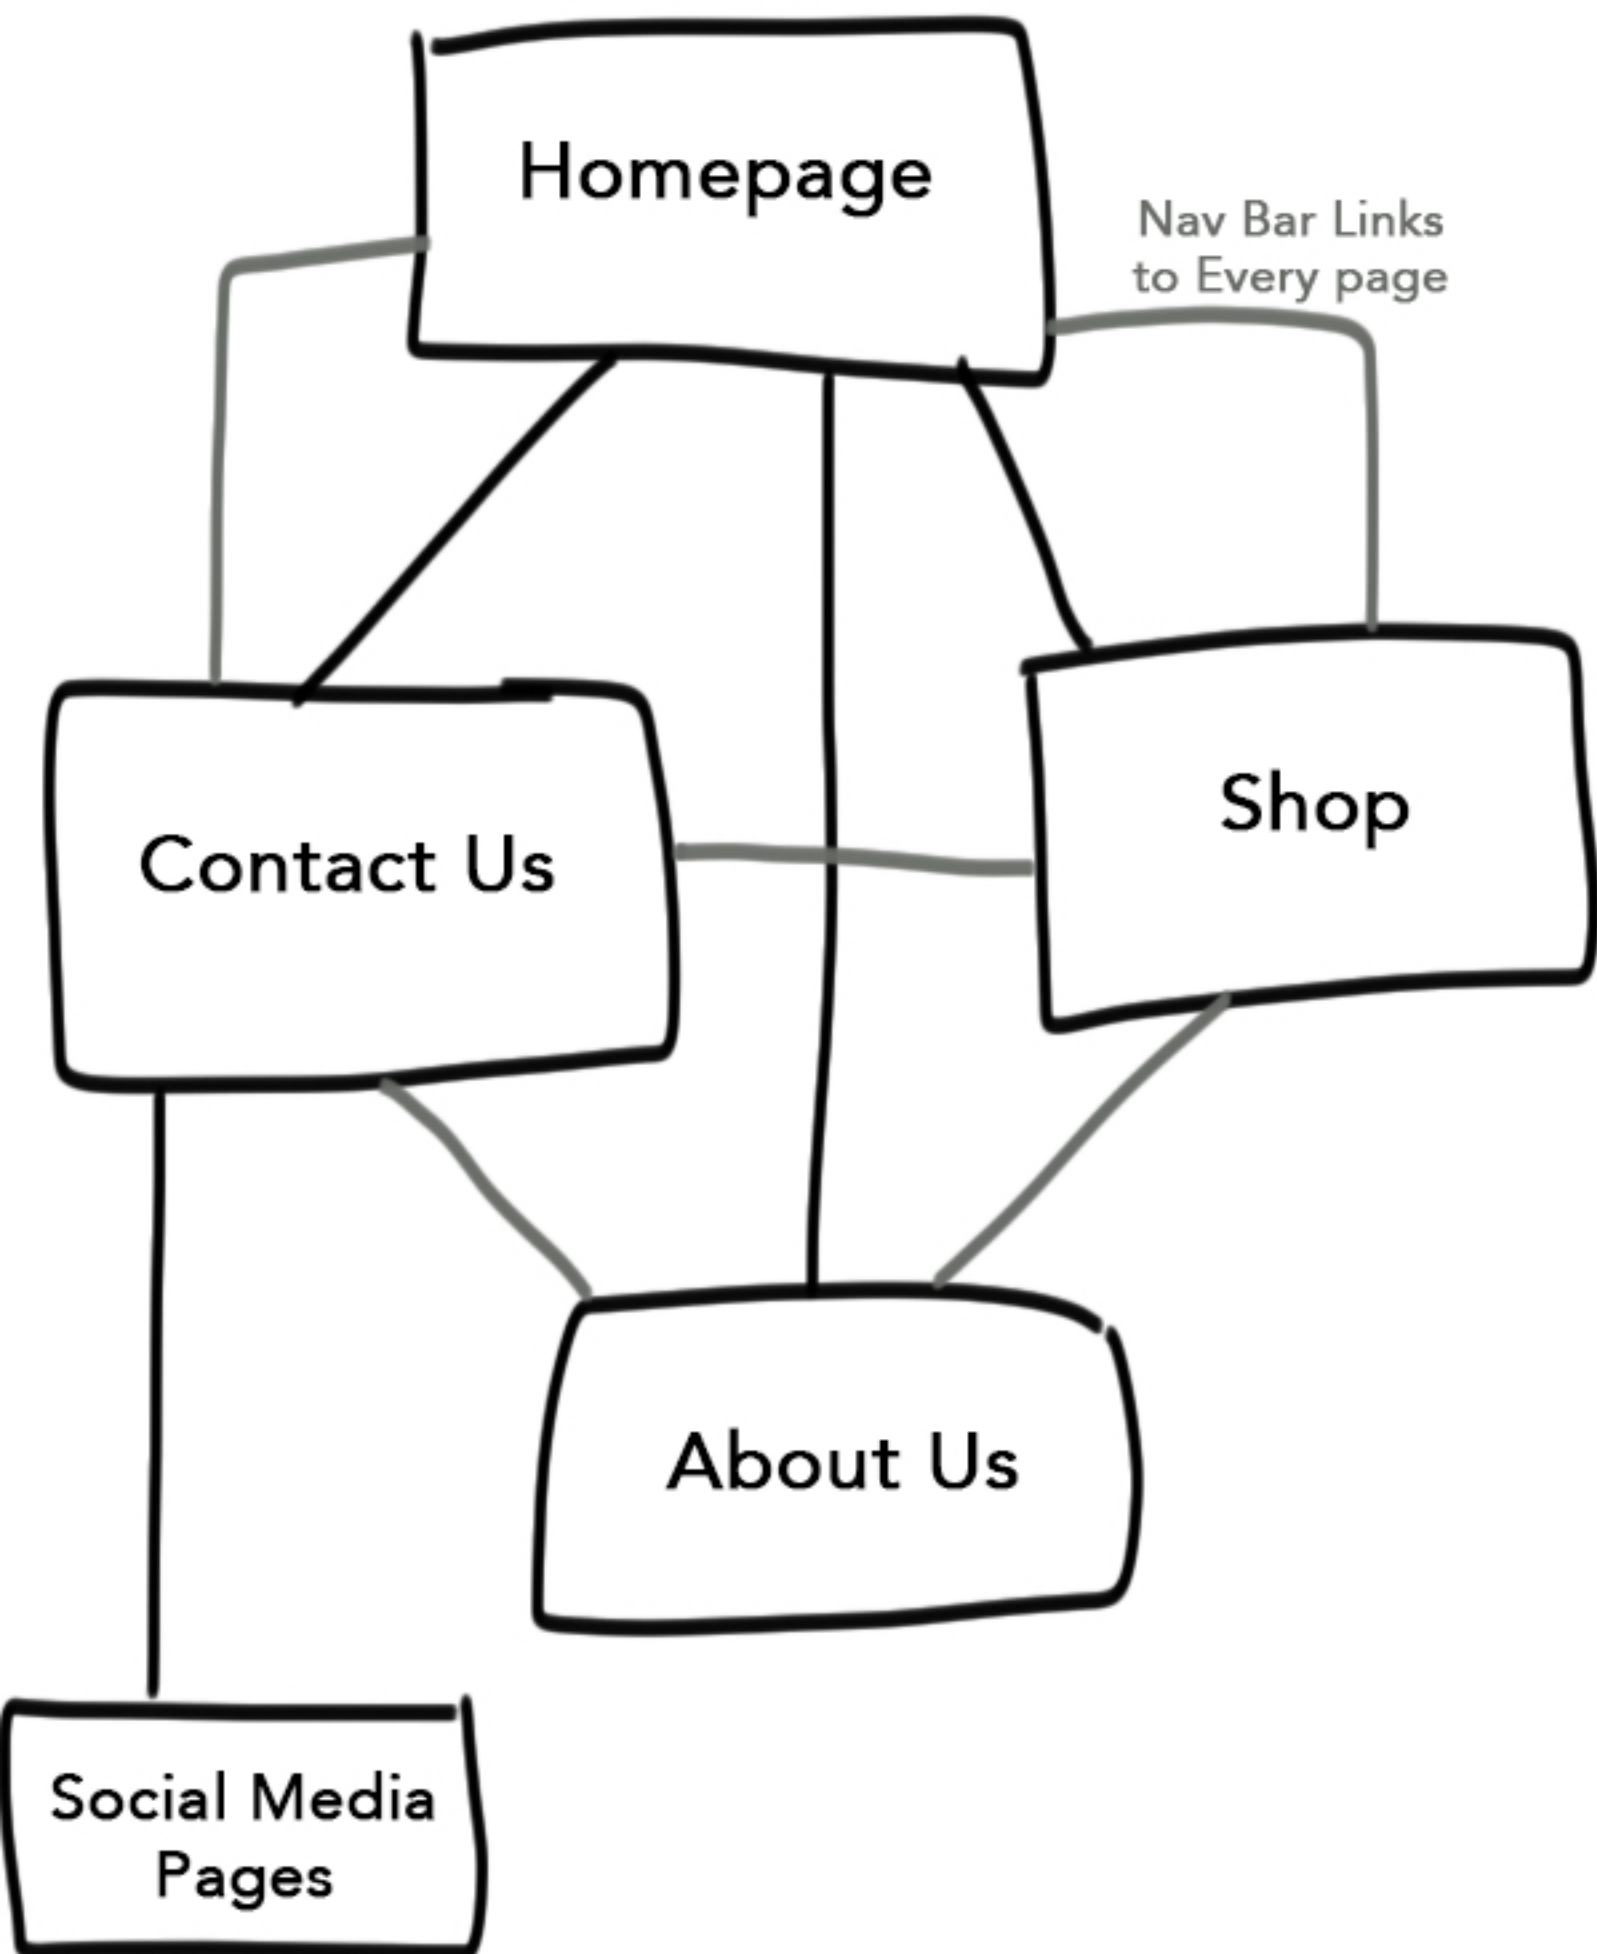 Homepage
Nav Bar Links
to Every page
Contact Us
Shop
About Us
Social Media
Pages